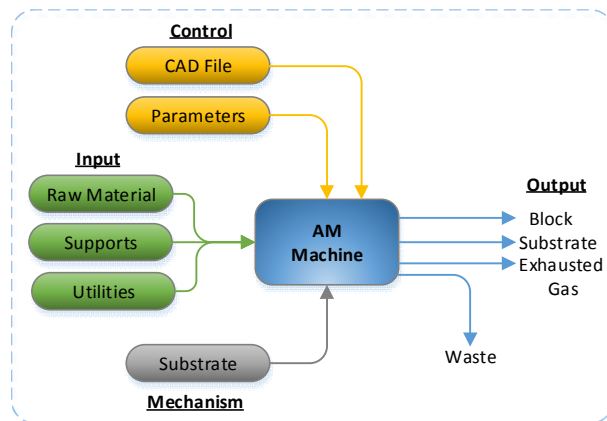 Control
CAD File
Parameters
Input
Raw Material
Supports
Utilities
AM
Machine
Output
Block
Substrate
Exhausted
Gas
Waste
Substrate
Mechanism